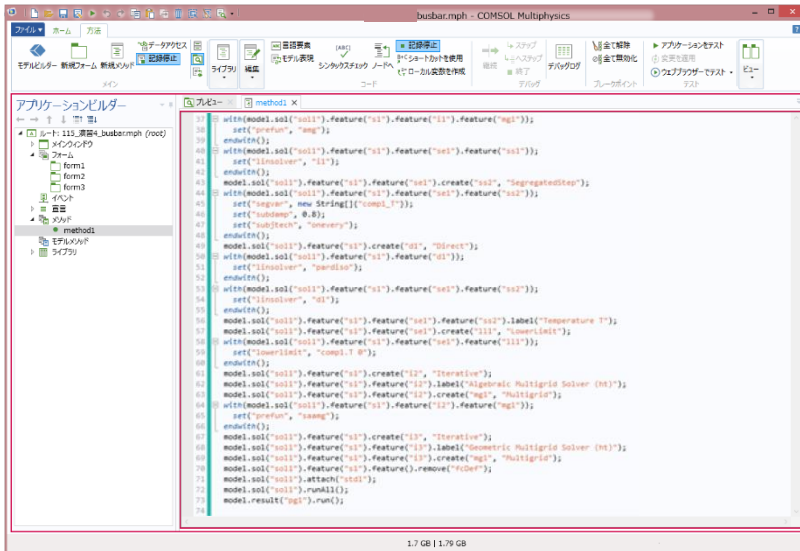 busbar.mph - COMSOL Multiphysics
ファイル▼ ホーム 方法
モデルビルダー
新規フォーム
新規メソッド
データアクセス
記録停止
メイン
ライブラリ
編集
言語要素
モデル表現
[ABC]
シンタックスチェック
ノードへ
記録停止
ショートカットを使用
ローカル変数を作成
コード
継続
ステップ
ステップ
終了
デバッグログ
デバッグ
全て解除
全て無効化
ブレークポイント
アプリケーションをテスト
変更を適用
ウェブブラウザーでテスト
テスト
ビュー
アプリケーションビルダー
ルート: 115_演習4_busbar.mph (root)
メインウィンドウ
フォーム
form1
form2
form3
イベント
宣言
メソッド
method1
モデルメソッド
ライブラリ
プレビュー × method1 ×
37 with(model.sol("sol1").feature("s1").feature("i1").feature("mg1"));
38 set("prefun", "amg");
39 endwith();
40 with(model.sol("sol1").feature("s1").feature("se1").feature("ss1"));
41 set("linsolver", "i1");
42 endwith();
43 model.sol("sol1").feature("s1").feature("se1").create("ss2", "SegregatedStep");
44 with(model.sol("sol1").feature("s1").feature("se1").feature("ss2"));
45 set("segvar", new String[]{"comp1_T"});
46 set("subdamp", 0.8);
47 set("subjtech", "onevery");
48 endwith();
49 model.sol("sol1").feature("s1").create("d1", "Direct");
50 with(model.sol("sol1").feature("s1").feature("d1"));
51 set("linsolver", "pardiso");
52 endwith();
53 with(model.sol("sol1").feature("s1").feature("se1").feature("ss2"));
54 set("linsolver", "d1");
55 endwith();
56 model.sol("sol1").feature("s1").feature("se1").feature("ss2").label("Temperature T");
57 model.sol("sol1").feature("s1").feature("se1").create("ll1", "LowerLimit");
58 with(model.sol("sol1").feature("s1").feature("se1").feature("ll1"));
59 set("lowerlimit", "comp1.T 0");
60 endwith();
61 model.sol("sol1").feature("s1").create("i2", "Iterative");
62 model.sol("sol1").feature("s1").feature("i2").label("Algebraic Multigrid Solver (ht)");
63 model.sol("sol1").feature("s1").feature("i2").create("mg1", "Multigrid");
64 with(model.sol("sol1").feature("s1").feature("i2").feature("mg1"));
65 set("prefun", "saamg");
66 endwith();
67 model.sol("sol1").feature("s1").create("i3", "Iterative");
68 model.sol("sol1").feature("s1").feature("i3").label("Geometric Multigrid Solver (ht)");
69 model.sol("sol1").feature("s1").feature("i3").create("mg1", "Multigrid");
70 model.sol("sol1").feature("s1").feature().remove("fcDef");
71 model.sol("sol1").attach("std1");
72 model.sol("sol1").runAll();
73 model.result("pg1").run();
74
1.7 GB | 1.79 GB